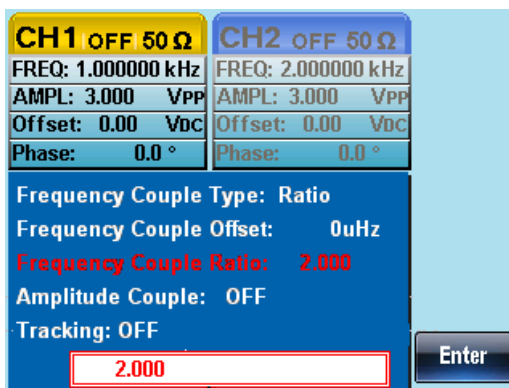 CH1 OFF 50 Ω CH2 OFF 50 Ω
FREQ: 1.000000 kHz FREQ: 2.000000 kHz
AMPL: 3.000 VPP AMPL: 3.000 VPP
Offset: 0.00 VDC Offset: 0.00 VDC
Phase: 0.0 ° Phase: 0.0 °
Frequency Couple Type: Ratio
Frequency Couple Offset: 0uHz
Frequency Couple Ratio: 2.000
Amplitude Couple: OFF
Tracking: OFF
2.000
Enter